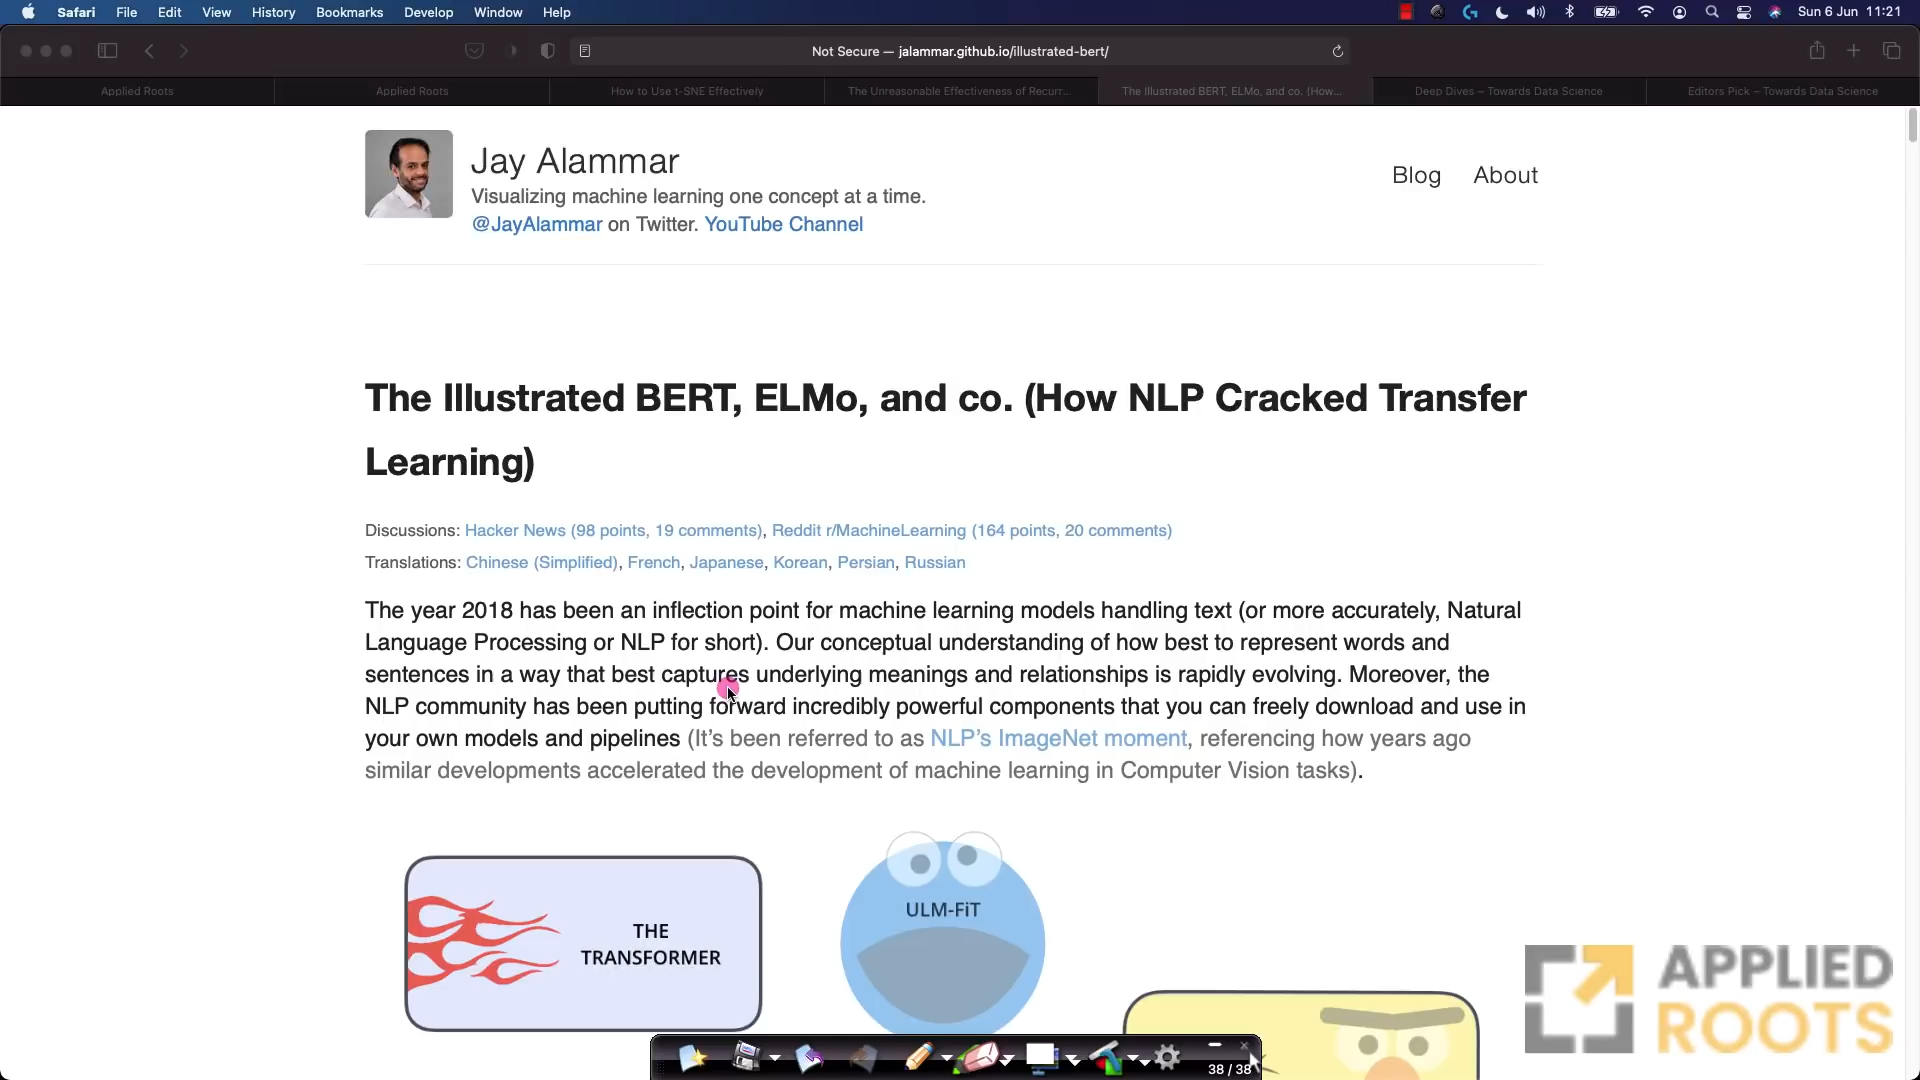 Safari File Edit View History Bookmarks Develop Window Help Sun 6 Jun 11:21
Not Secure — jalammar.github.io/illustrated-bert/
Applied Roots Applied Roots How to Use t-SNE Effectively The Unreasonable Effectiveness of Recurr... The Illustrated BERT, ELMo, and co. (How... Deep Dives – Towards Data Science Editors Pick – Towards Data Science
Jay Alammar
Blog About
Visualizing machine learning one concept at a time.
@JayAlammar on Twitter. YouTube Channel
The Illustrated BERT, ELMo, and co. (How NLP Cracked Transfer
Learning)
Discussions: Hacker News (98 points, 19 comments), Reddit r/MachineLearning (164 points, 20 comments)
Translations: Chinese (Simplified), French, Japanese, Korean, Persian, Russian
The year 2018 has been an inflection point for machine learning models handling text (or more accurately, Natural
Language Processing or NLP for short). Our conceptual understanding of how best to represent words and
sentences in a way that best captures underlying meanings and relationships is rapidly evolving. Moreover, the
NLP community has been putting forward incredibly powerful components that you can freely download and use in
your own models and pipelines (It's been referred to as NLP's ImageNet moment, referencing how years ago
similar developments accelerated the development of machine learning in Computer Vision tasks).
THE
TRANSFORMER
ULM-FiT
APPLIED
ROOTS
38 / 38